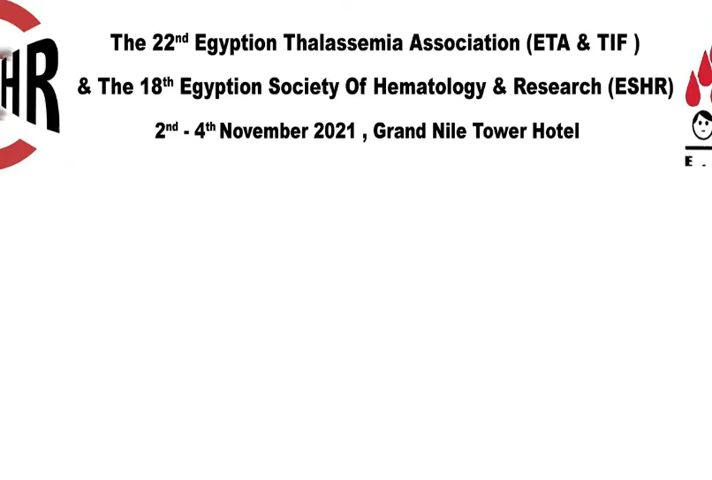 The 22nd Egyption Thalassemia Association (ETA & TIF )
& The 18th Egyption Society Of Hematology & Research (ESHR)
2nd - 4th November 2021 , Grand Nile Tower Hotel
HR
E .